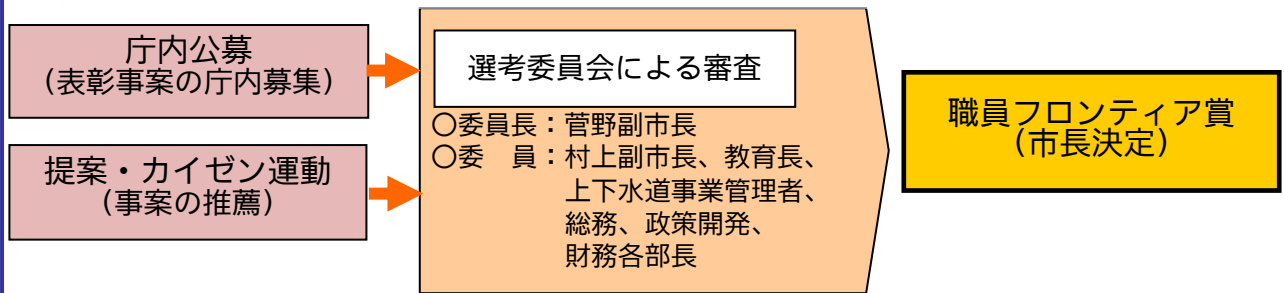 庁内公募
（表彰事案の庁内募集）
提案・カイゼン運動
（事案の推薦）
選考委員会による審査
○委員長：菅野副市長
○委　員：村上副市長、教育長、
上下水道事業管理者、
総務、政策開発、
財務各部長
職員フロンティア賞
（市長決定）